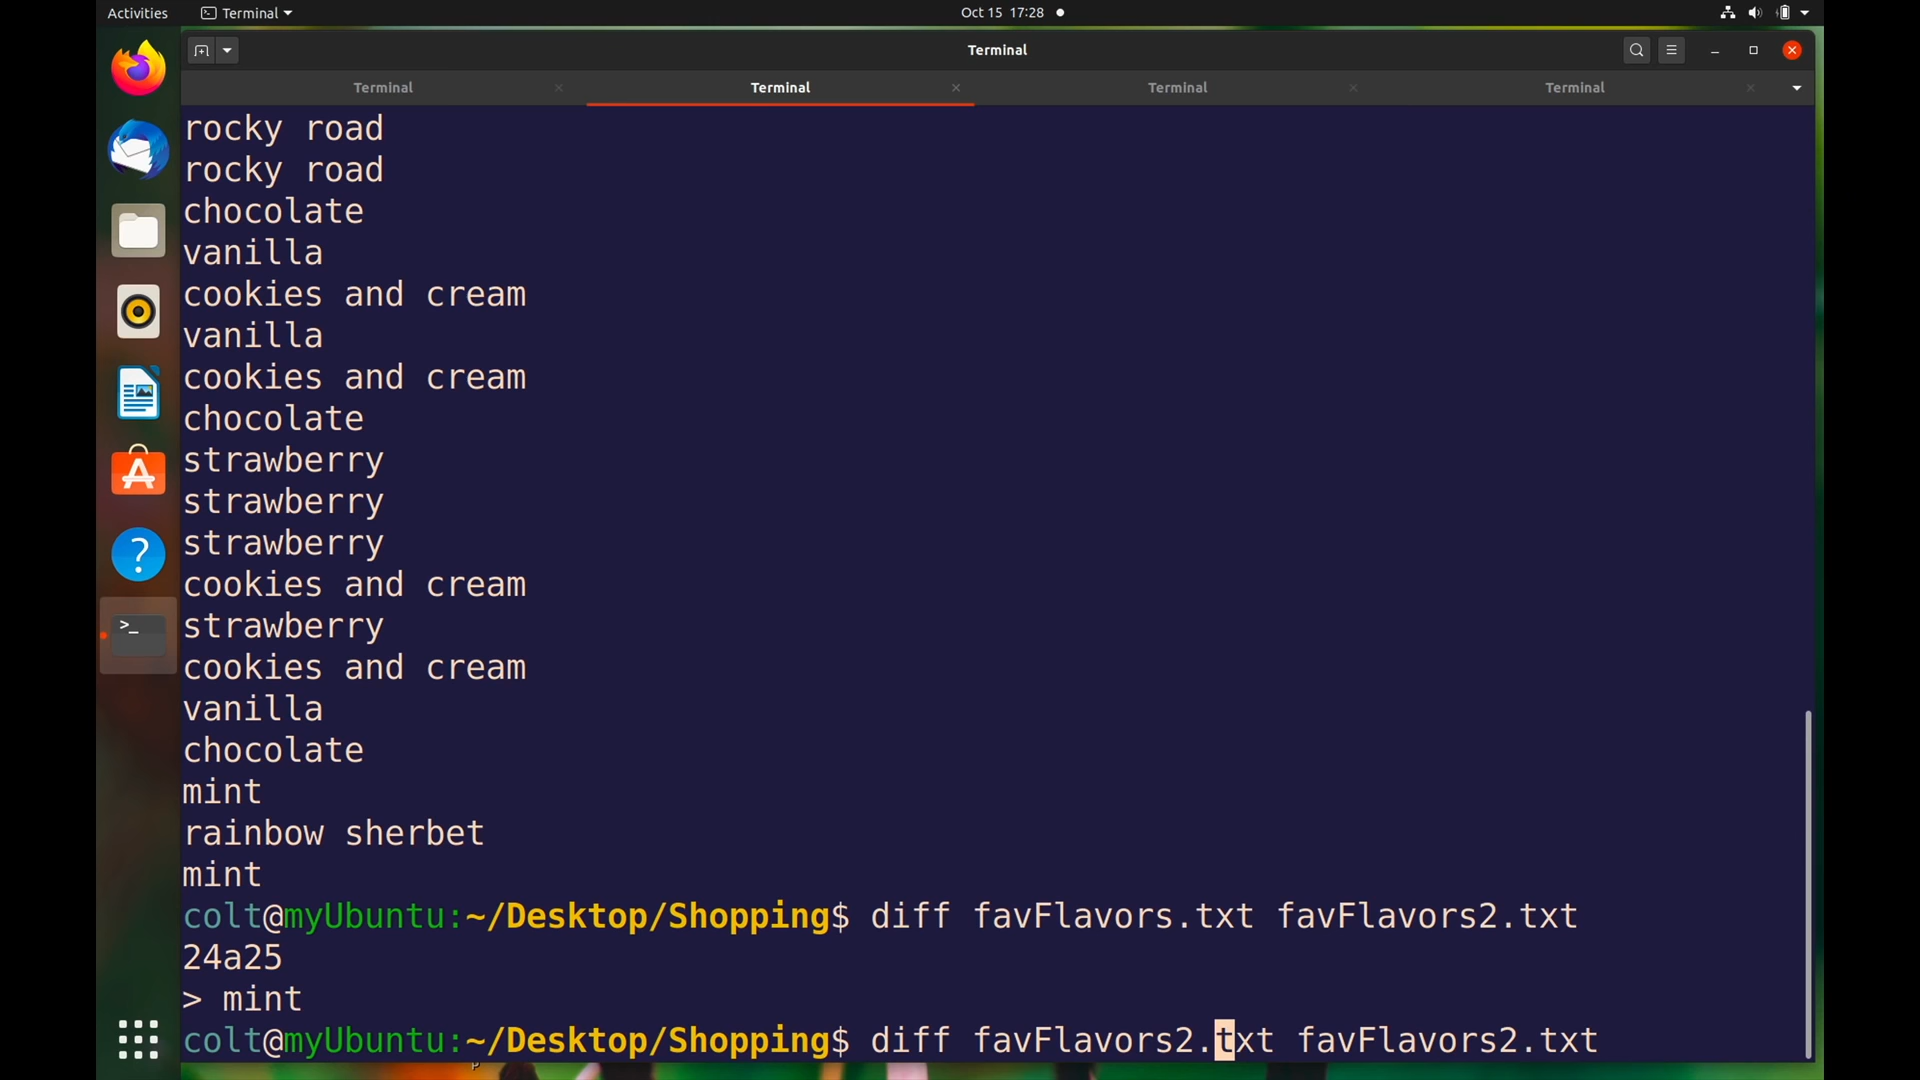 Activities
Terminal
Oct 15 17:28
Terminal
Terminal
Terminal
Terminal
Terminal
rocky road
rocky road
chocolate
vanilla
cookies and cream
vanilla
cookies and cream
chocolate
strawberry
strawberry
strawberry
cookies and cream
strawberry
cookies and cream
vanilla
chocolate
mint
rainbow sherbet
mint
colt@myUbuntu:~/Desktop/Shopping$ diff favFlavors.txt favFlavors2.txt
24a25
> mint
colt@myUbuntu:~/Desktop/Shopping$ diff favFlavors2.txt favFlavors2.txt